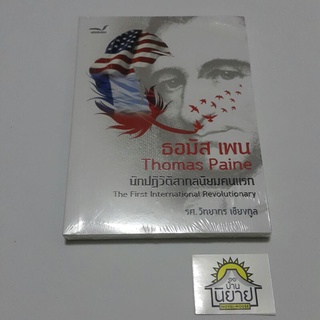 ธอมัส เพน
Thomas Paine
นักปฏิวัติสากลนิยมคนแรก
The First International Revolutionary
รศ. วิทยากร เชียงกูล
บ้าน
นิยาย